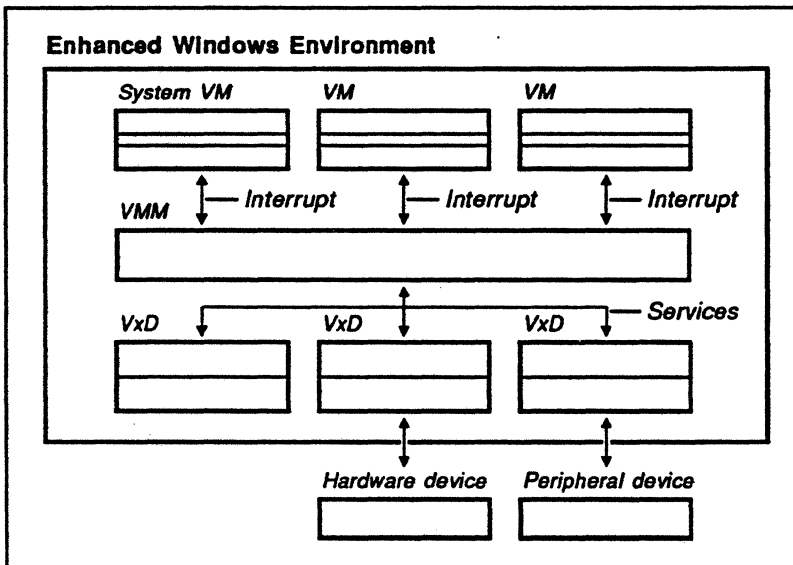 Enhanced Windows Environment
System VM VM VM
Interrupt Interrupt Interrupt
VMM
Services
VxD VxD VxD
Hardware device Peripheral device